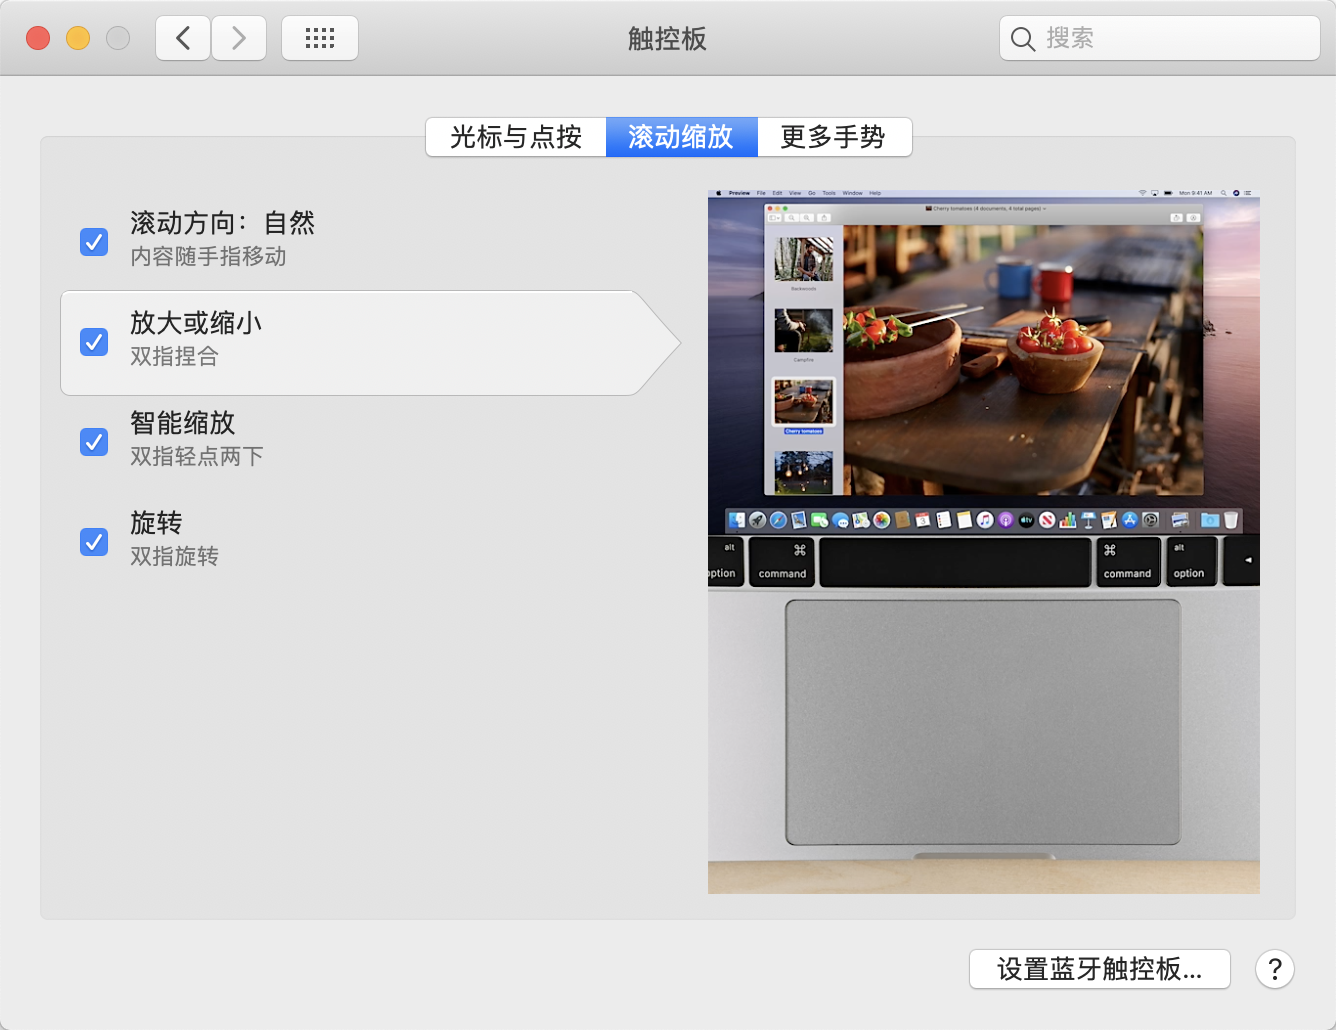 触控板
搜索
光标与点按
滚动缩放
更多手势
滚动方向：自然
内容随手指移动
放大或缩小
双指捏合
智能缩放
双指轻点两下
旋转
双指旋转
Preview File Edit View Go Tools Window Help
Mon 9:41 AM
Cherry tomatoes (4 documents, 4 total pages)
Backwoods
Campfire
Cherry tomatoes
alt
option
⌘
command
⌘
command
alt
option
设置蓝牙触控板...
?